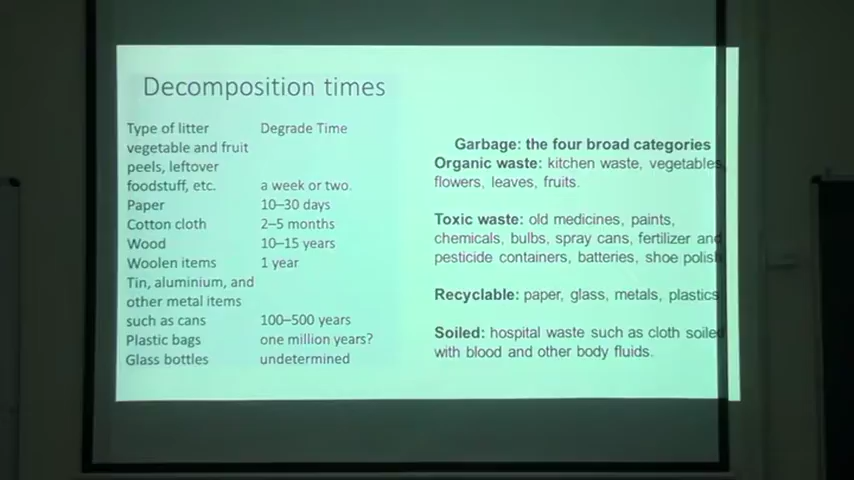 Decomposition times
Type of litter Degrade Time
vegetable and fruit
peels, leftover
foodstuff, etc. a week or two.
Paper 10–30 days
Cotton cloth 2–5 months
Wood 10–15 years
Woolen items 1 year
Tin, aluminium, and
other metal items
such as cans 100–500 years
Plastic bags one million years?
Glass bottles undetermined
Garbage: the four broad categories
Organic waste: kitchen waste, vegetables,
flowers, leaves, fruits.
Toxic waste: old medicines, paints,
chemicals, bulbs, spray cans, fertilizer and
pesticide containers, batteries, shoe polish
Recyclable: paper, glass, metals, plastics
Soiled: hospital waste such as cloth soiled
with blood and other body fluids.